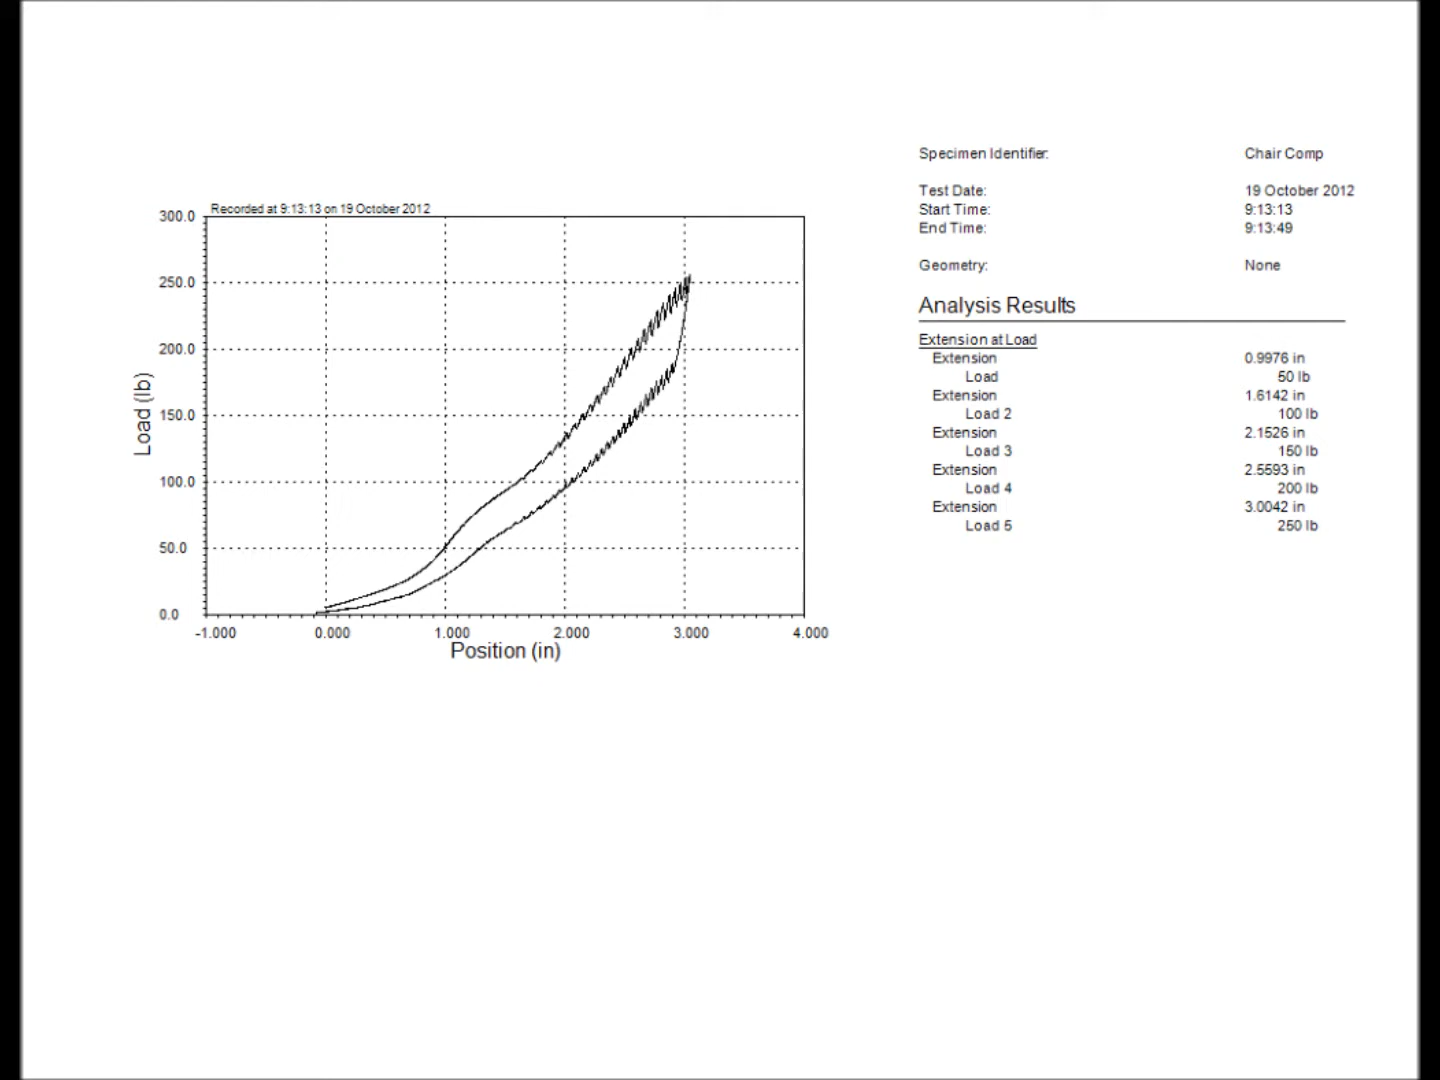 Specimen Identifier: Chair Comp
Test Date: 19 October 2012
Start Time: 9:13:13
End Time: 9:13:49
Geometry: None
Analysis Results
Extension at Load
Extension 0.9976 in
Load 50 lb
Extension 1.6142 in
Load 2 100 lb
Extension 2.1526 in
Load 3 150 lb
Extension 2.5593 in
Load 4 200 lb
Extension 3.0042 in
Load 5 250 lb
Recorded at 9:13:13 on 19 October 2012
300.0
250.0
200.0
150.0
100.0
50.0
0.0
Load (lb)
-1.000 0.000 1.000 2.000 3.000 4.000
Position (in)